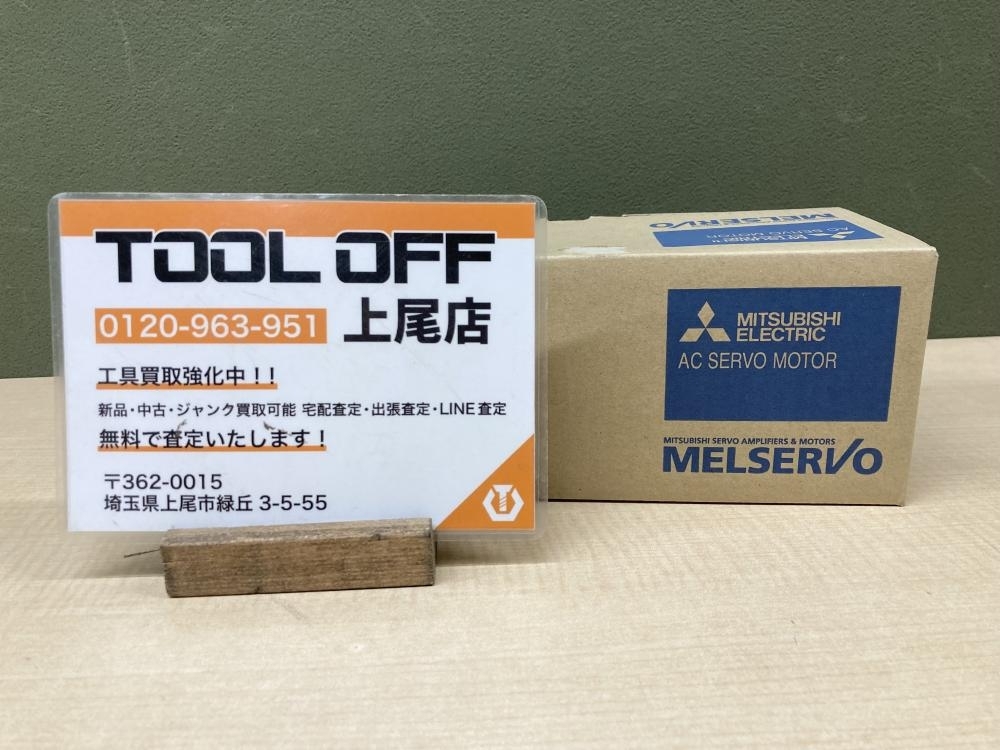 TOOL OFF
0120-963-951 上尾店
工具買取強化中!!
新品・中古・ジャンク買取可能 宅配査定・出張査定・LINE査定
無料で査定いたします!
〒362-0015
埼玉県上尾市緑丘 3-5-55
MELSERVO
AC SERVO MOTOR
MITSUBISHI
ELECTRIC
AC SERVO MOTOR
MITSUBISHI SERVO AMPLIFIERS & MOTORS
MELSERVO